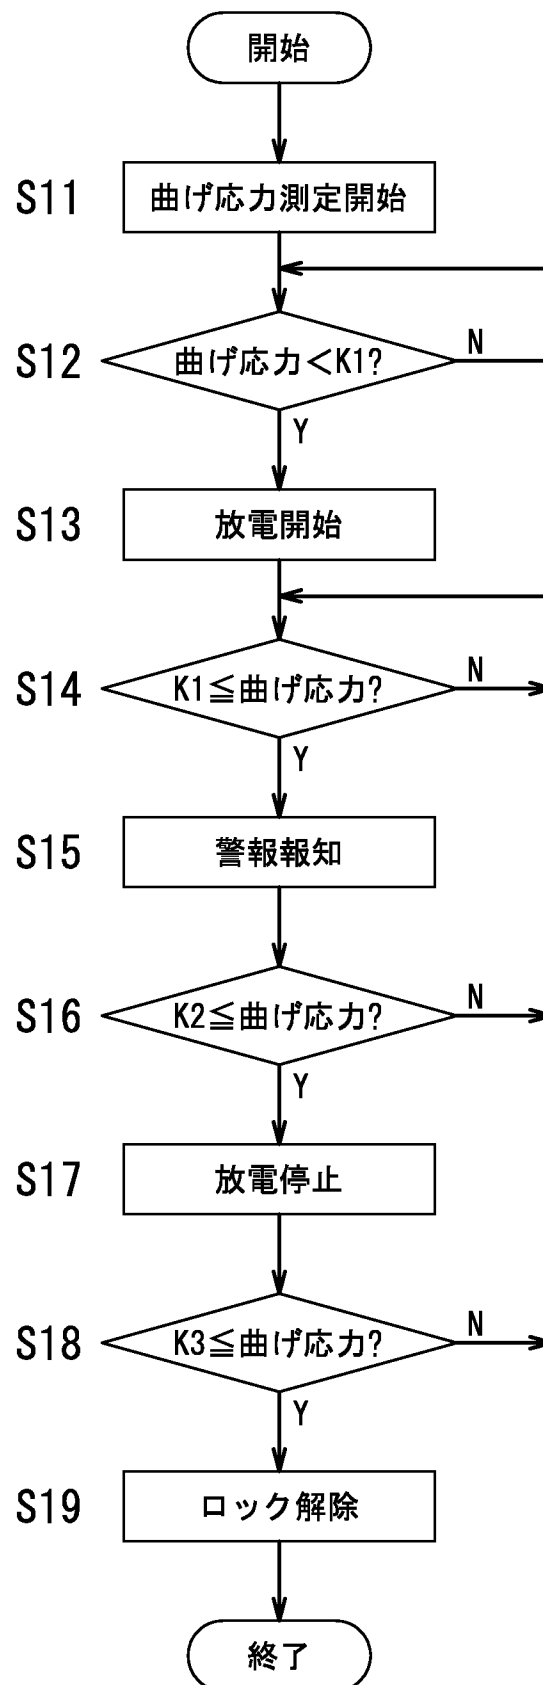 開始
S11 曲げ応力測定開始
S12 曲げ応力<K1? N
Y
S13 放電開始
S14 K1≦曲げ応力? N
Y
S15 警報報知
S16 K2≦曲げ応力? N
Y
S17 放電停止
S18 K3≦曲げ応力? N
Y
S19 ロック解除
終了